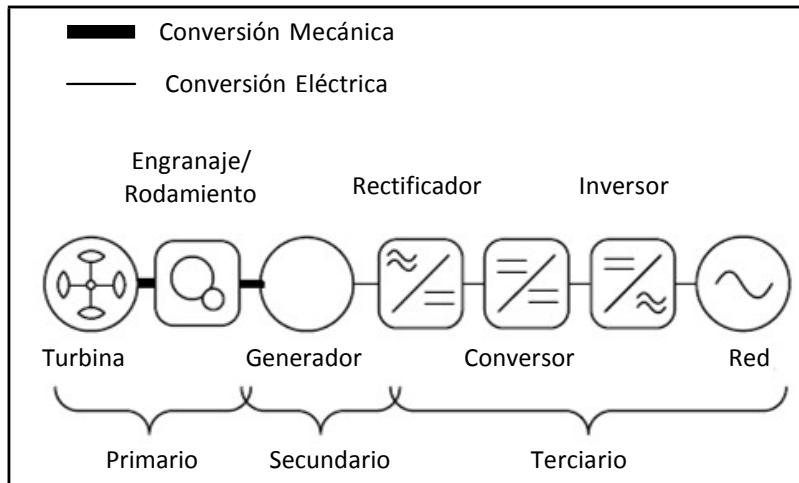 Conversión Mecánica
Conversión Eléctrica
Engranaje/
Rodamiento
Rectificador
Inversor
Turbina
Generador
Conversor
Red
Primario
Secundario
Terciario